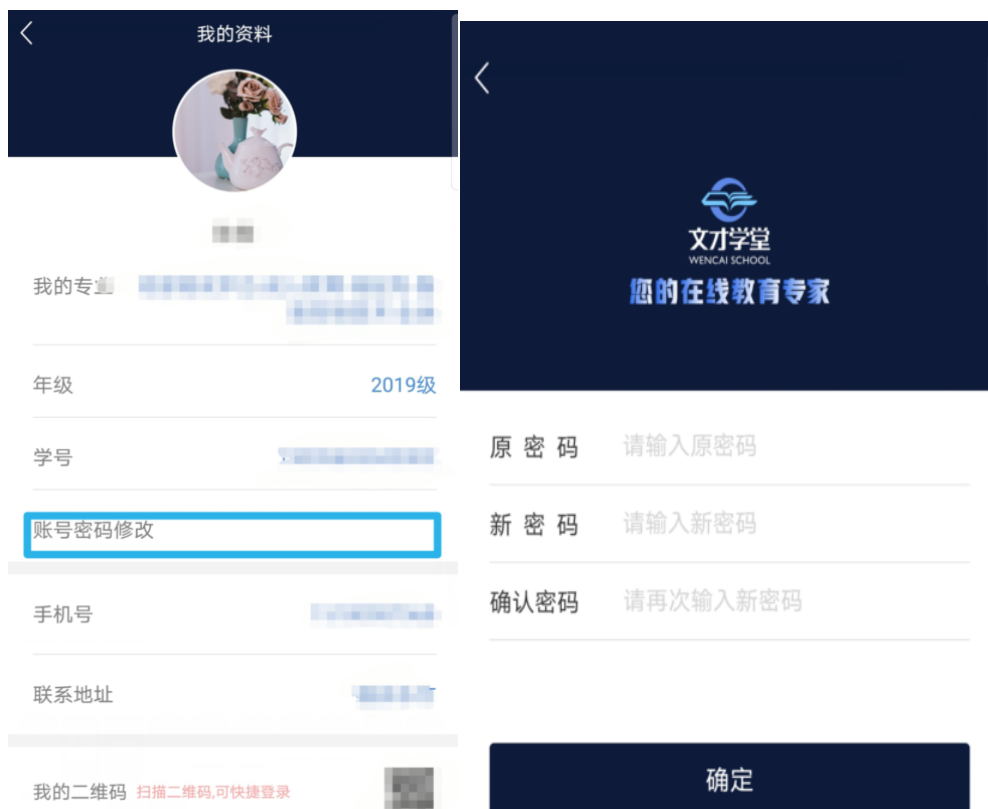 我的资料
我的专业
年级 2019级
学号
账号密码修改
手机号
联系地址
我的二维码 扫描二维码,可快捷登录
文才学堂
WENCAI SCHOOL
您的在线教育专家
原密码 请输入原密码
新密码 请输入新密码
确认密码 请再次输入新密码
确定